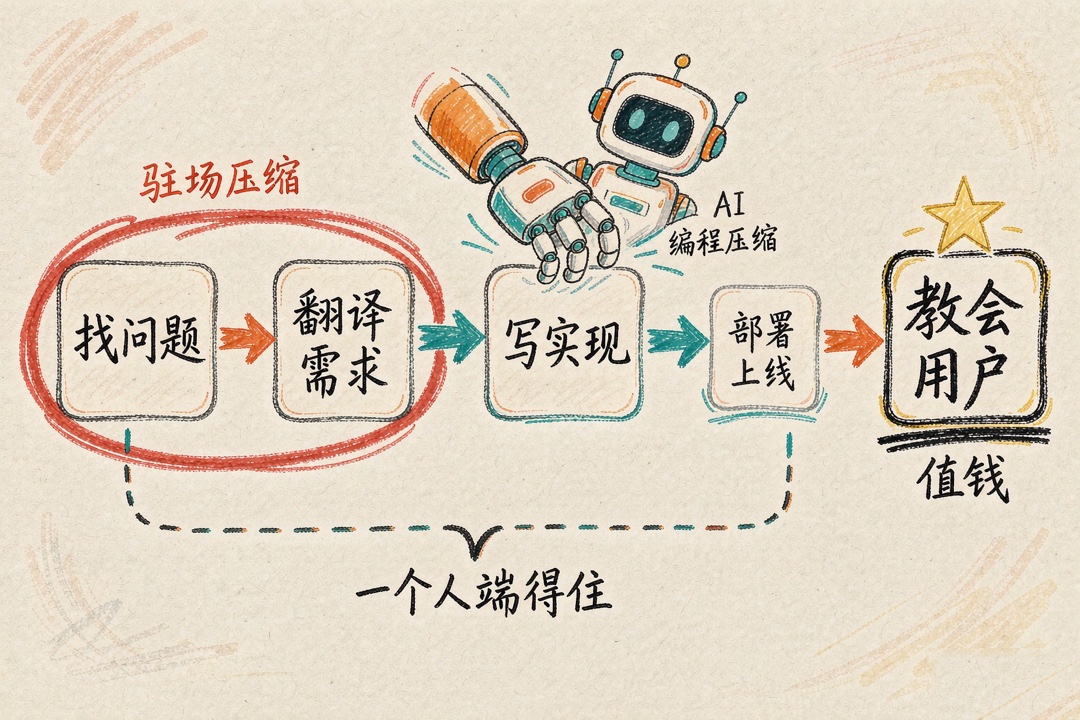 驻场压缩
AI
编程压缩
找问题
翻译
需求
写实现
部署
上线
教会
用户
值钱
一个人端得住